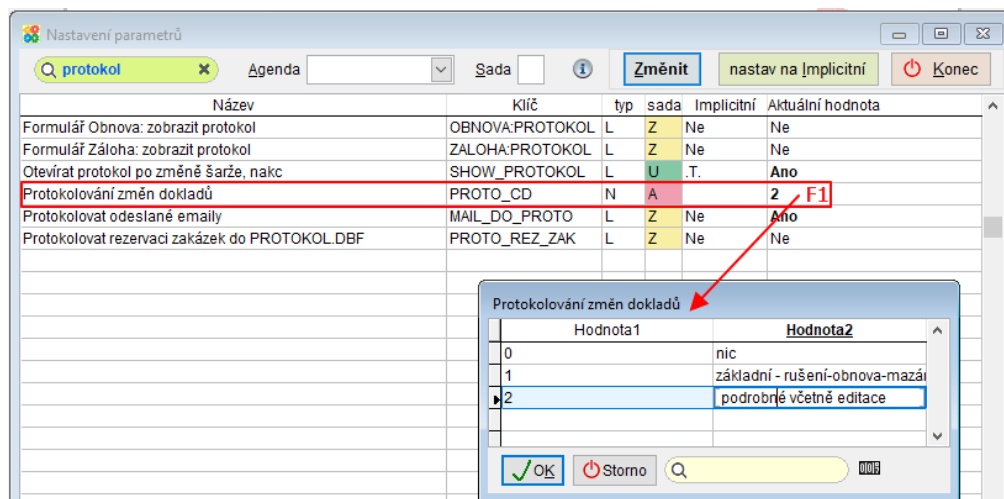 Nastavení parametrů
protokol Agenda Sada Změnit nastav na Implicitní Konec
Název Klíč typ sada Implicitní Aktuální hodnota
Formulář Obnova: zobrazit protokol OBNOVA:PROTOKOL L Z Ne Ne
Formulář Záloha: zobrazit protokol ZALOHA:PROTOKOL L Z Ne Ne
Otevírat protokol po změně šarže, nakc SHOW_PROTOKOL L U .T. Ano
Protokolování změn dokladů PROTO_CD N A 2 F1
Protokolovat odeslané emaily MAIL_DO_PROTO L Z Ne Ano
Protokolovat rezervaci zakázek do PROTOKOL.DBF PROTO_REZ_ZAK L Z Ne Ne
Protokolování změn dokladů
Hodnota1 Hodnota2
0 nic
1 základní - rušení-obnova-mazán
2 podrobné včetně editace
OK Storno